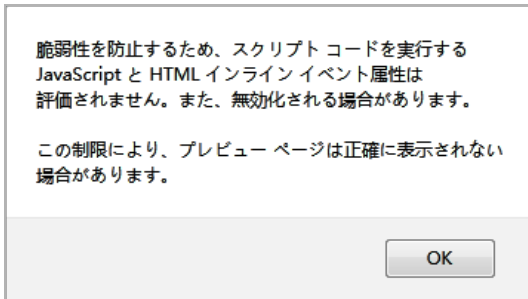 脆弱性を防止するため、スクリプト コードを実行する
JavaScript と HTML インライン イベント属性は
評価されません。また、無効化される場合があります。
この制限により、プレビュー ページは正確に表示されない
場合があります。
OK